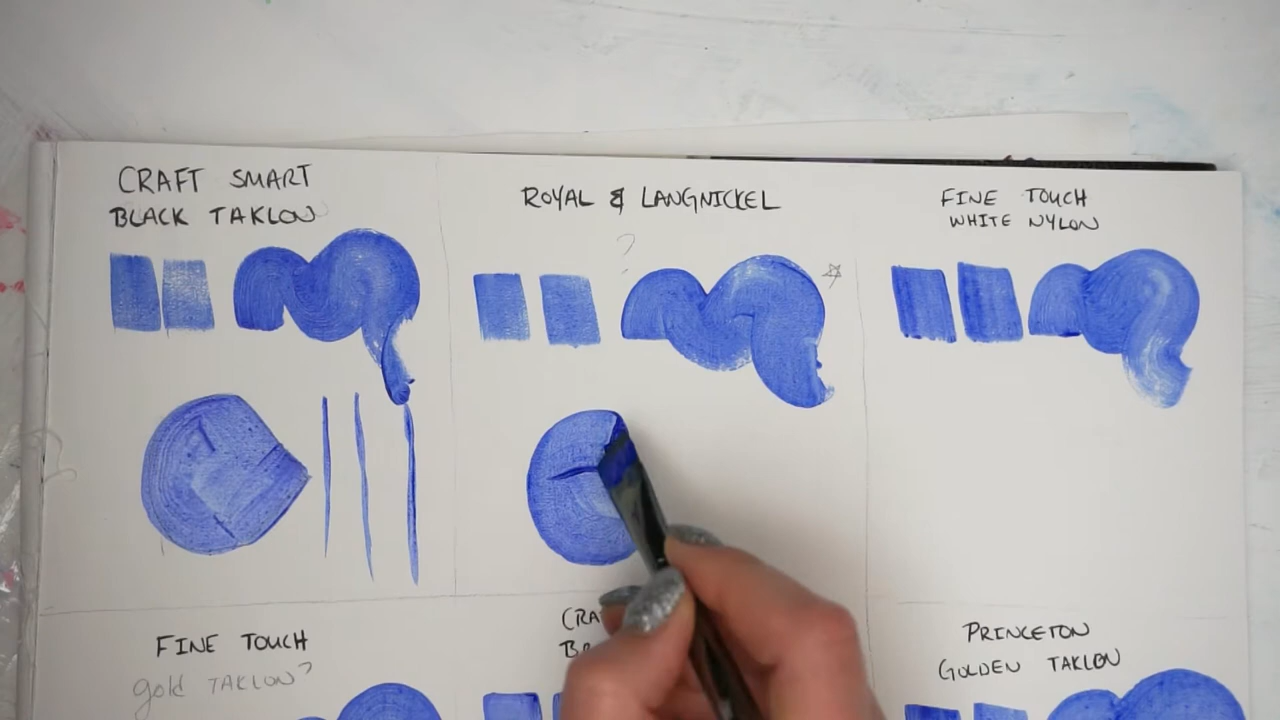 CRAFT SMART
BLACK TAKLON
ROYAL & LANGNICKEL
?
FINE TOUCH
WHITE NYLON
FINE TOUCH
gold TAKLON?
PRINCETON
GOLDEN TAKLON